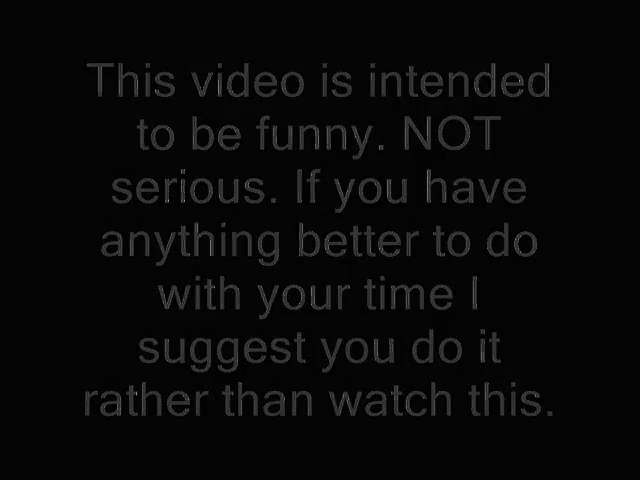 This video is intended
to be funny. NOT
serious. If you have
anything better to do
with your time I
suggest you do it
rather than watch this.